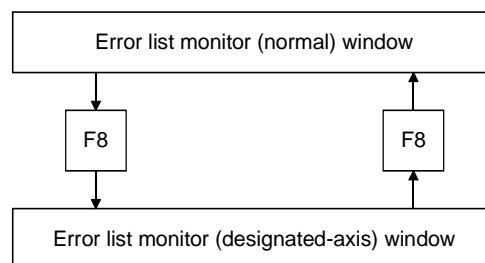 Error list monitor (normal) window
F8 F8
Error list monitor (designated-axis) window